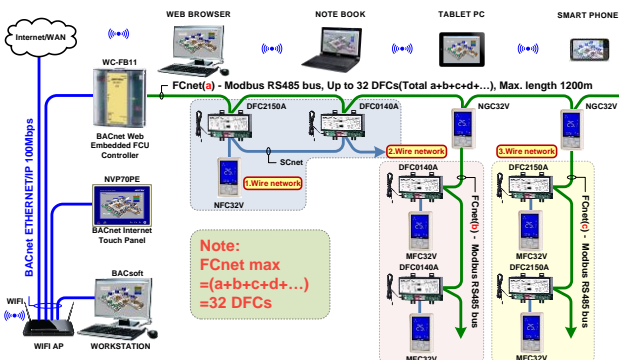 WEB BROWSER
NOTE BOOK
TABLET PC
SMART PHONE
Internet/WAN
WC-FB11
FCnet(a) - Modbus RS485 bus, Up to 32 DFCs(Total a+b+c+d+…), Max. length 1200m
DFC2150A
DFC0140A
NGC32V
NGC32V
BACnet Web
Embedded FCU
Controller
SCnet
1.Wire network
2.Wire network
3.Wire network
NFC32V
BACnet ETHERNET/IP 100Mbps
NVP70PE
BACnet Internet
Touch Panel
DFC0140A
DFC2150A
MFC32V
MFC32V
FCnet(b) - Modbus RS485 bus
FCnet(c) - Modbus RS485 bus
Note:
FCnet max
=(a+b+c+d+…)
=32 DFCs
DFC0140A
DFC2150A
BACsoft
WIFI
WIFI AP
WORKSTATION
MFC32V
MFC32V